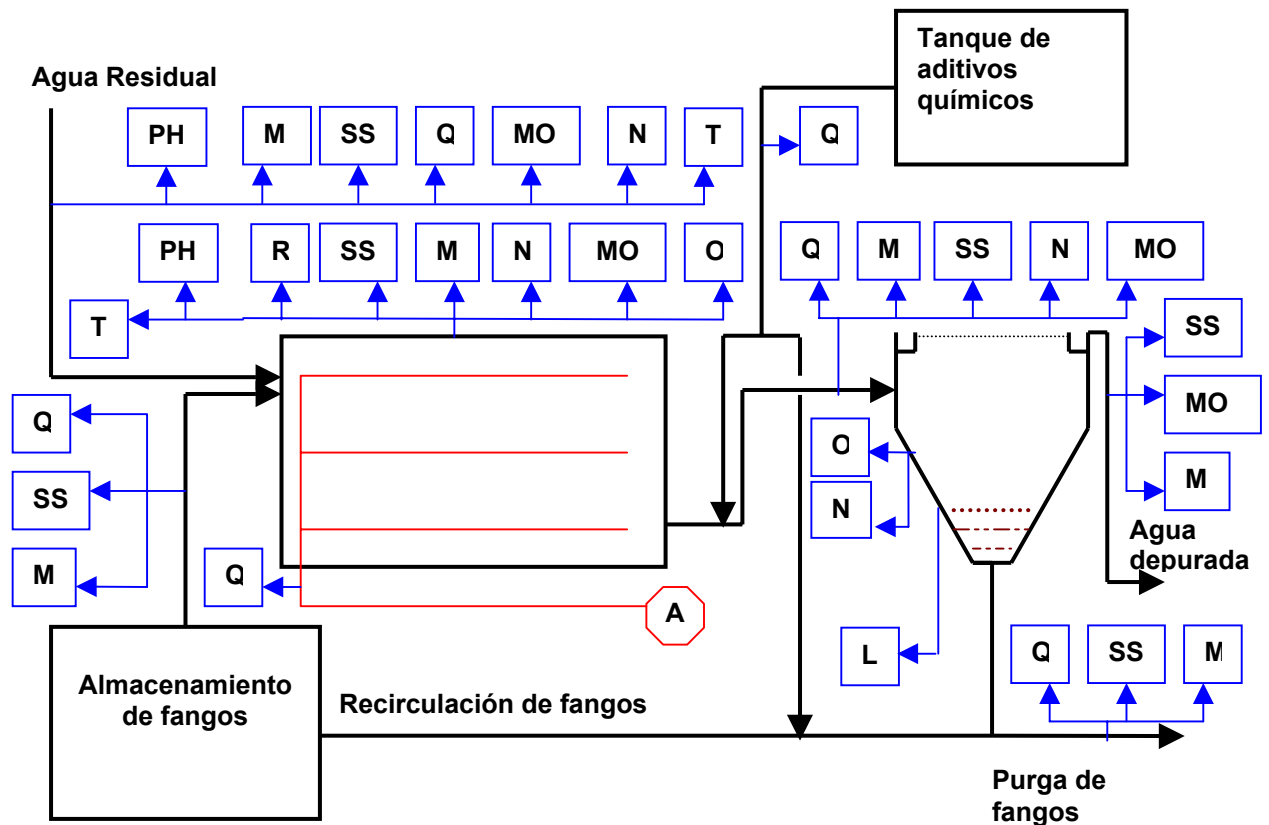 Tanque de
aditivos
químicos
Agua Residual
PH M SS Q MO N T
Q
PH R SS M N MO O
Q M SS N MO
T
SS
Q
MO
O
SS
M
N
Agua
depurada
M
Q
A
L
Q SS M
Almacenamiento
de fangos
Recirculación de fangos
Purga de
fangos